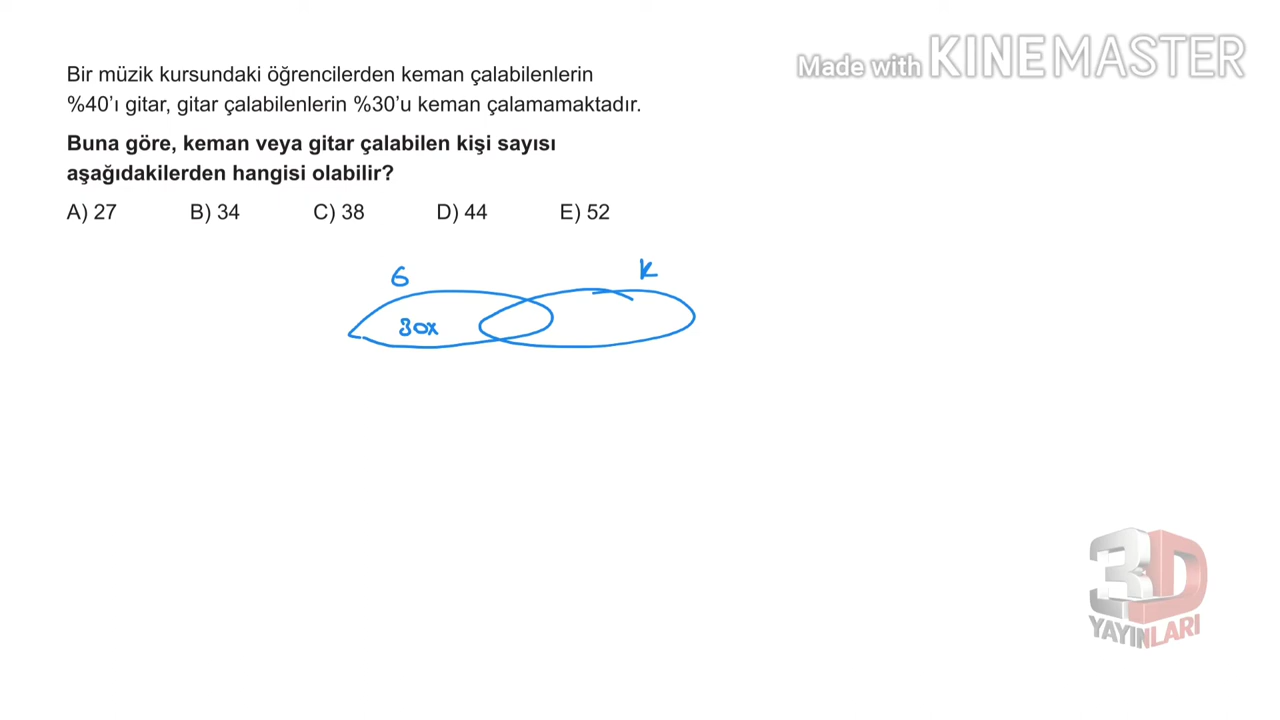 Made with KINEMASTER
Bir müzik kursundaki öğrencilerden keman çalabilenlerin
%40’ı gitar, gitar çalabilenlerin %30’u keman çalamamaktadır.
Buna göre, keman veya gitar çalabilen kişi sayısı
aşağıdakilerden hangisi olabilir?
A) 27 B) 34 C) 38 D) 44 E) 52
G K
30x
3D
YAYINLARI